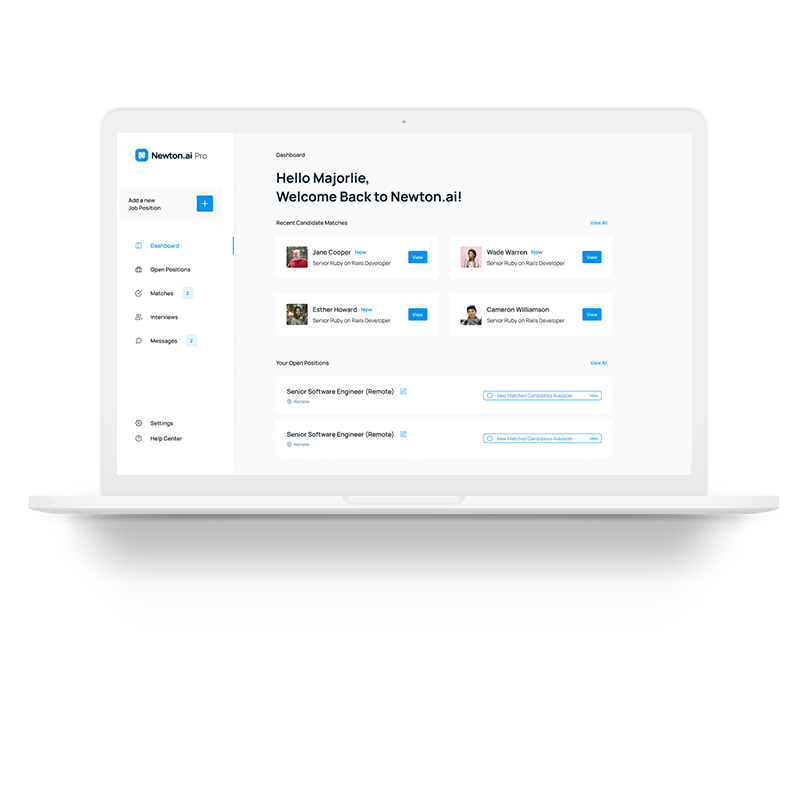 Newton.ai Pro
Add a new
Job Position
Dashboard
Open Positions
Matches 2
Interviews
Messages 2
Settings
Help Center
Dashboard
Hello Majorlie,
Welcome Back to Newton.ai!
Recent Candidate Matches View All
Jane Cooper New
Senior Ruby on Rails Developer
View
Wade Warren New
Senior Ruby on Rails Developer
View
Esther Howard New
Senior Ruby on Rails Developer
View
Cameron Williamson
Senior Ruby on Rails Developer
View
Your Open Positions View All
Senior Software Engineer (Remote)
Remote
New Matched Candidates Available View
Senior Software Engineer (Remote)
Remote
New Matched Candidates Available View